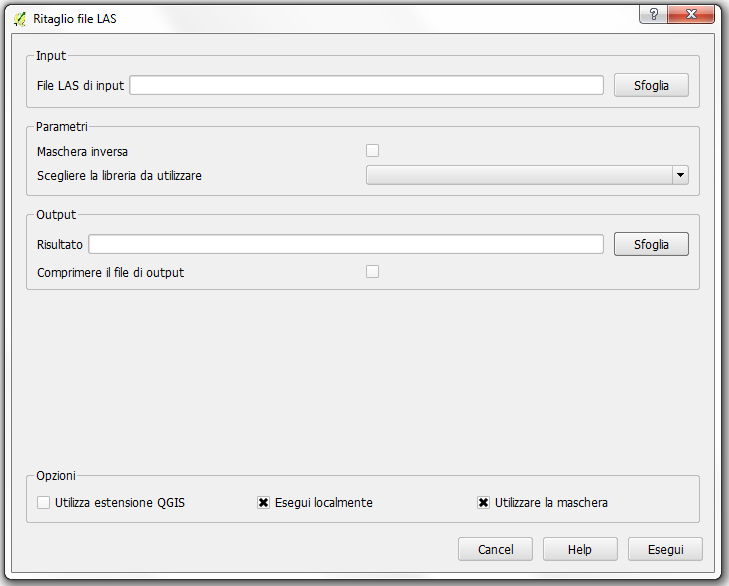 Ritaglio file LAS
?
Input
File LAS di input
Sfoglia
Parametri
Maschera inversa
Scegliere la libreria da utilizzare
Output
Risultato
Sfoglia
Comprimere il file di output
Opzioni
Utilizza estensione QGIS
Esegui localmente
Utilizzare la maschera
Cancel
Help
Esegui